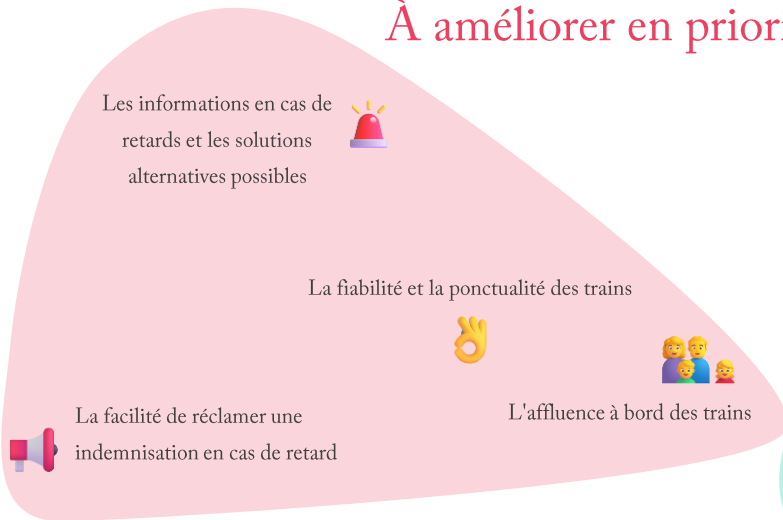 À améliorer en prior
Les informations en cas de
retards et les solutions
alternatives possibles
La fiabilité et la ponctualité des trains
L'affluence à bord des trains
La facilité de réclamer une
indemnisation en cas de retard